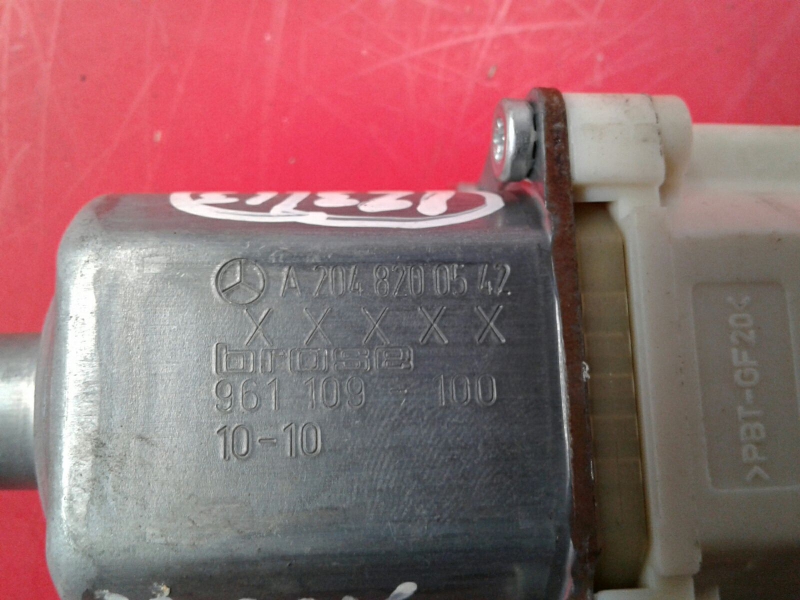 A 204 820 05 42
X X X X X
brose
961 109 - 100
10-10
>PBT-GF20<